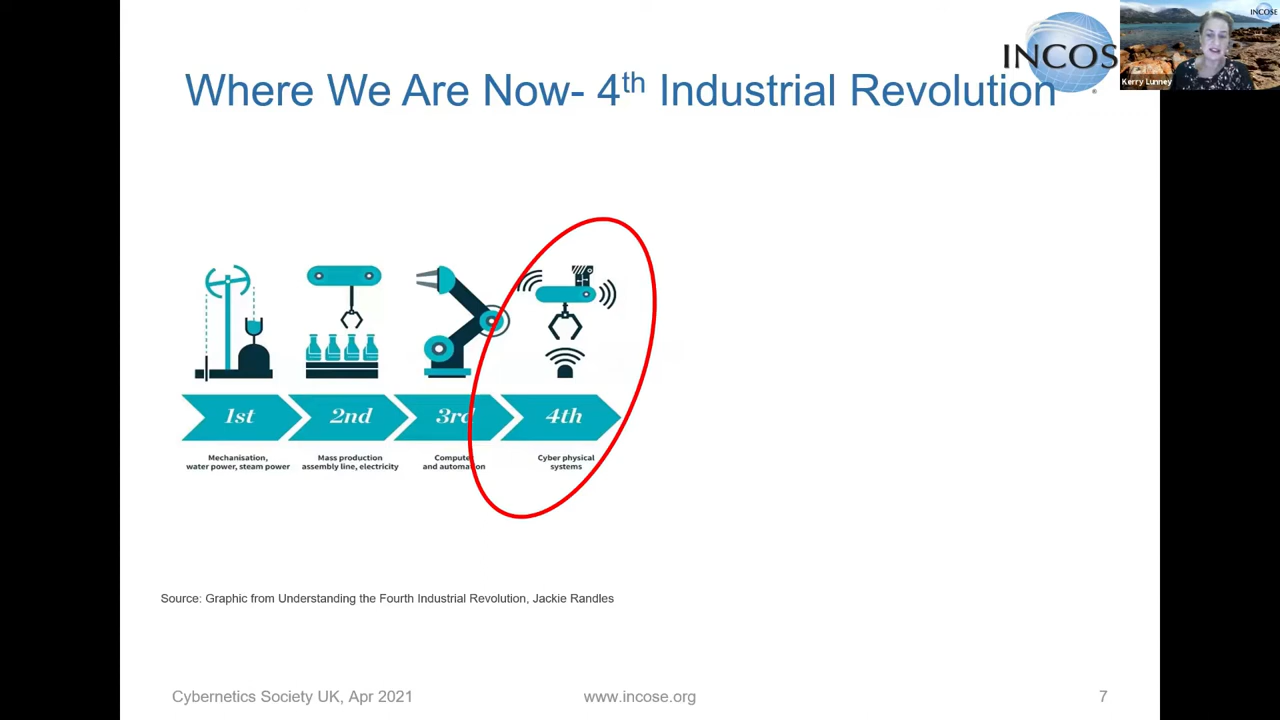 INCOSE
INCOS
Kerry Lunney
Where We Are Now- 4th Industrial Revolution
®
1st
2nd
3rd
4th
Mechanisation,
water power, steam power
Mass production
assembly line, electricity
Compute
and automation
Cyber physical
systems
Source: Graphic from Understanding the Fourth Industrial Revolution, Jackie Randles
Cybernetics Society UK, Apr 2021
www.incose.org
7